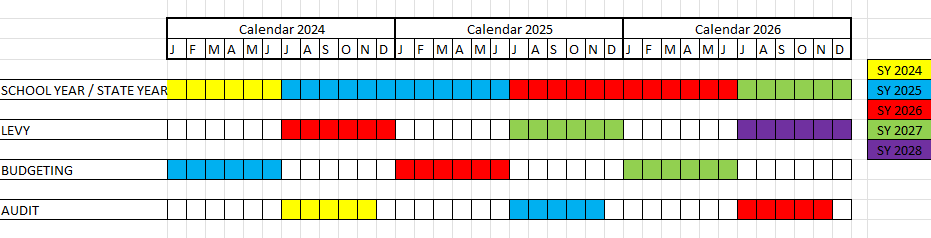 Calendar 2024 Calendar 2025 Calendar 2026
J F M A M J J A S O N D J F M A M J J A S O N D J F M A M J J A S O N D
SY 2024
SCHOOL YEAR / STATE YEAR SY 2025
SY 2026
LEVY SY 2027
SY 2028
BUDGETING
AUDIT